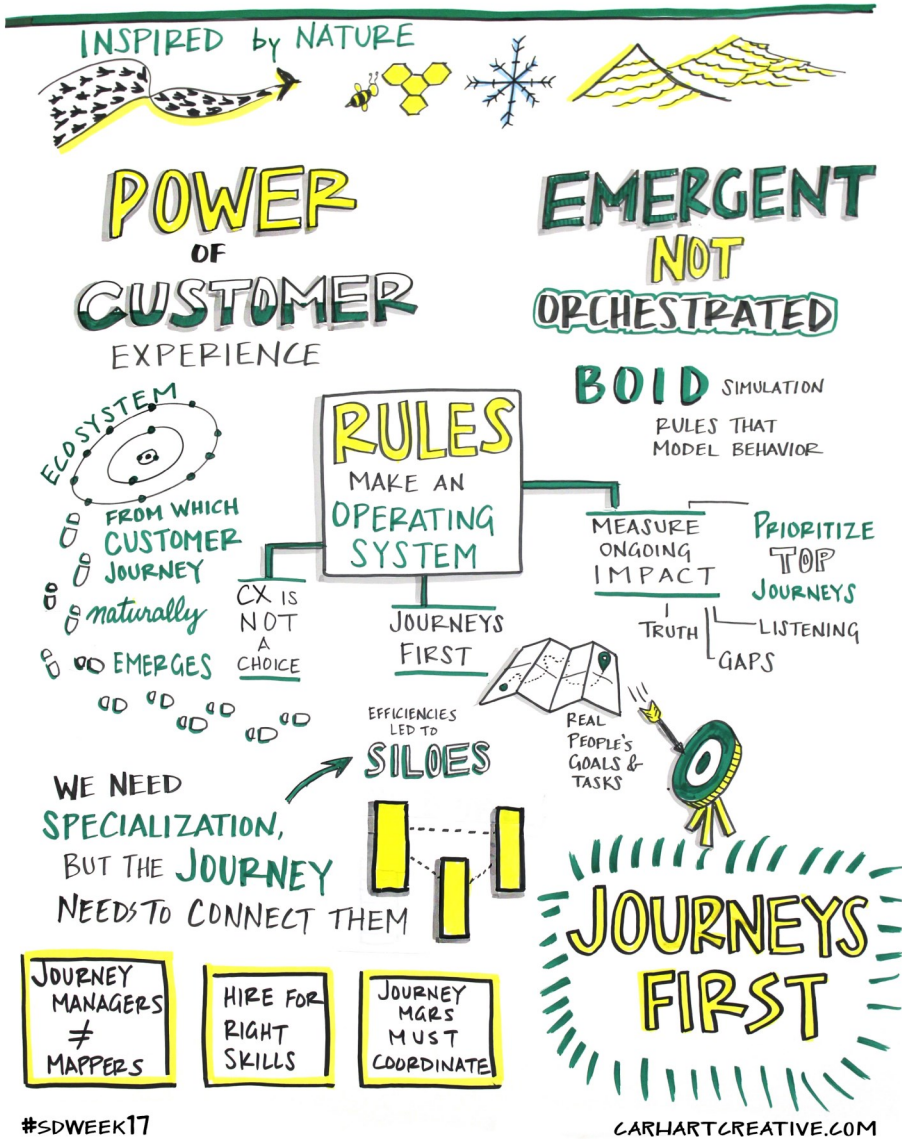 INSPIRED by NATURE
POWER
OF
CUSTOMER
EXPERIENCE
EMERGENT
NOT
ORCHESTRATED
BOID SIMULATION
RULES THAT
MODEL BEHAVIOR
ECOSYSTEM
FROM WHICH
CUSTOMER
JOURNEY
naturally
EMERGES
RULES
MAKE AN
OPERATING
SYSTEM
CX IS
NOT
A
CHOICE
JOURNEYS
FIRST
MEASURE
ONGOING
IMPACT
PRIORITIZE
TOP
JOURNEYS
TRUTH
LISTENING
GAPS
REAL
PEOPLE'S
GOALS &
TASKS
EFFICIENCIES
LED TO
SILOES
WE NEED
SPECIALIZATION,
BUT THE JOURNEY
NEEDS TO CONNECT THEM
JOURNEYS
FIRST
JOURNEY
MANAGERS
≠
MAPPERS
HIRE FOR
RIGHT
SKILLS
JOURNEY
MGRS
MUST
COORDINATE
#SDWEEK17
CARHARTCREATIVE.COM